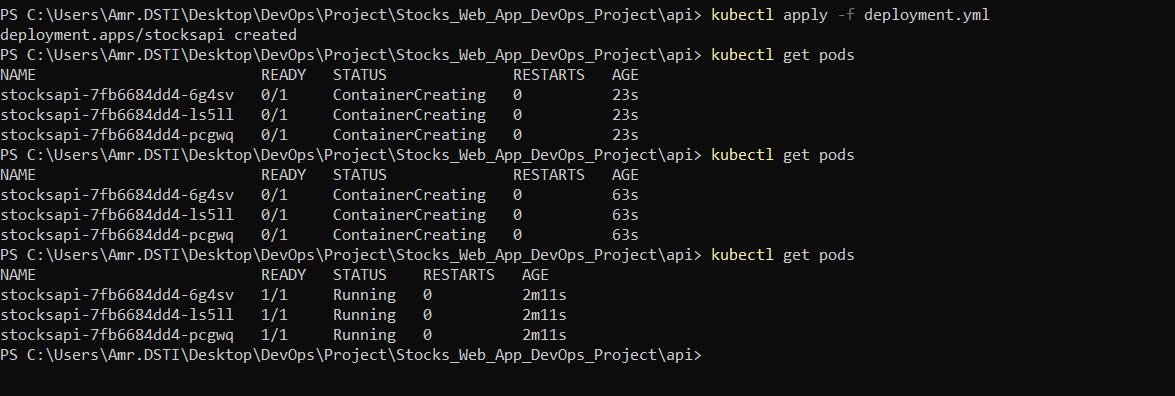 PS C:\Users\Amr.DSTI\Desktop\DevOps\Project\Stocks_Web_App_DevOps_Project\api> kubectl apply -f deployment.yml
deployment.apps/stocksapi created
PS C:\Users\Amr.DSTI\Desktop\DevOps\Project\Stocks_Web_App_DevOps_Project\api> kubectl get pods
NAME READY STATUS RESTARTS AGE
stocksapi-7fb6684dd4-6g4sv 0/1 ContainerCreating 0 23s
stocksapi-7fb6684dd4-ls5ll 0/1 ContainerCreating 0 23s
stocksapi-7fb6684dd4-pcgwq 0/1 ContainerCreating 0 23s
PS C:\Users\Amr.DSTI\Desktop\DevOps\Project\Stocks_Web_App_DevOps_Project\api> kubectl get pods
NAME READY STATUS RESTARTS AGE
stocksapi-7fb6684dd4-6g4sv 0/1 ContainerCreating 0 63s
stocksapi-7fb6684dd4-ls5ll 0/1 ContainerCreating 0 63s
stocksapi-7fb6684dd4-pcgwq 0/1 ContainerCreating 0 63s
PS C:\Users\Amr.DSTI\Desktop\DevOps\Project\Stocks_Web_App_DevOps_Project\api> kubectl get pods
NAME READY STATUS RESTARTS AGE
stocksapi-7fb6684dd4-6g4sv 1/1 Running 0 2m11s
stocksapi-7fb6684dd4-ls5ll 1/1 Running 0 2m11s
stocksapi-7fb6684dd4-pcgwq 1/1 Running 0 2m11s
PS C:\Users\Amr.DSTI\Desktop\DevOps\Project\Stocks_Web_App_DevOps_Project\api>